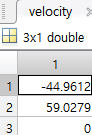 velocity
3x1 double
1
1 -44.9612
2 59.0279
3 0